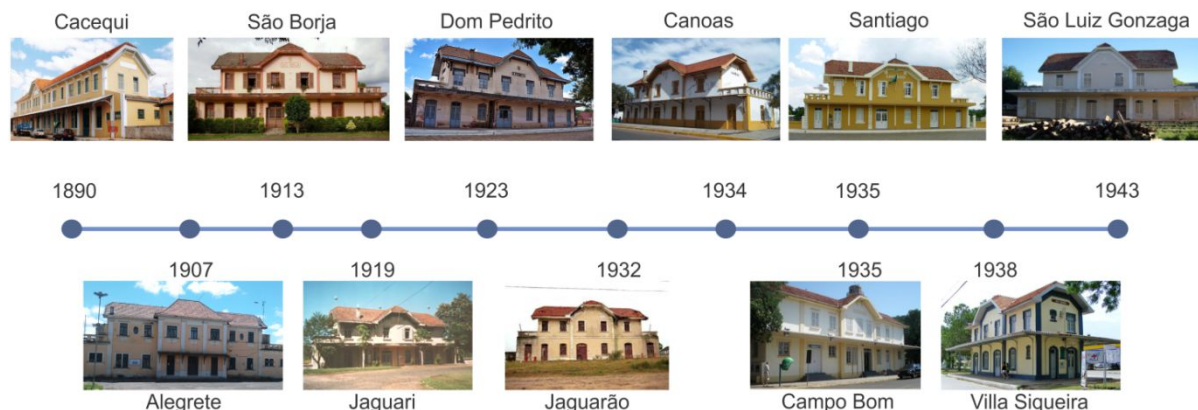 Cacequi
São Borja
Dom Pedrito
Canoas
Santiago
São Luiz Gonzaga
1890
1913
1923
1934
1935
1943
1907
1919
1932
1935
1938
Alegrete
Jaguari
Jaguarão
Campo Bom
Villa Siqueira